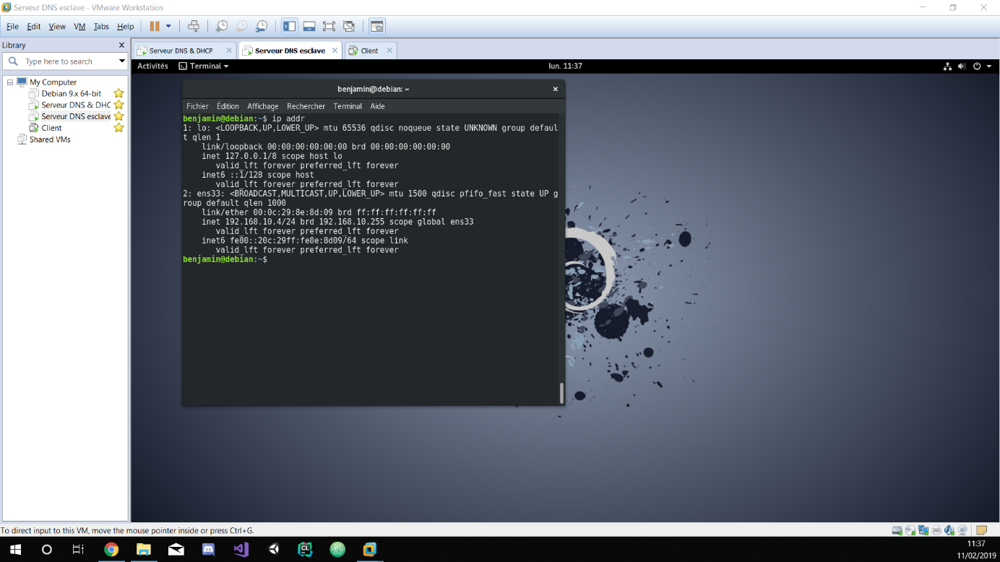 Serveur DNS esclave - VMware Workstation
File Edit View VM Tabs Help
Library
Type here to search
My Computer
Debian 9.x 64-bit
Serveur DNS & DHC
Serveur DNS esclave
Client
Shared VMs
Serveur DNS & DHCP
Serveur DNS esclave
Client
Activités Terminal lun. 11:37
benjamin@debian: ~
Fichier Édition Affichage Rechercher Terminal Aide
benjamin@debian:~$ ip addr
1: lo: <LOOPBACK,UP,LOWER_UP> mtu 65536 qdisc noqueue state UNKNOWN group defaul
t qlen 1
link/loopback 00:00:00:00:00:00 brd 00:00:00:00:00:00
inet 127.0.0.1/8 scope host lo
valid_lft forever preferred_lft forever
inet6 ::1/128 scope host
valid_lft forever preferred_lft forever
2: ens33: <BROADCAST,MULTICAST,UP,LOWER_UP> mtu 1500 qdisc pfifo_fast state UP g
roup default qlen 1000
link/ether 00:0c:29:8e:8d:09 brd ff:ff:ff:ff:ff:ff
inet 192.168.10.4/24 brd 192.168.10.255 scope global ens33
valid_lft forever preferred_lft forever
inet6 fe80::20c:29ff:fe8e:8d09/64 scope link
valid_lft forever preferred_lft forever
benjamin@debian:~$
To direct input to this VM, move the mouse pointer inside or press Ctrl+G.
CL
11:37
11/02/2019